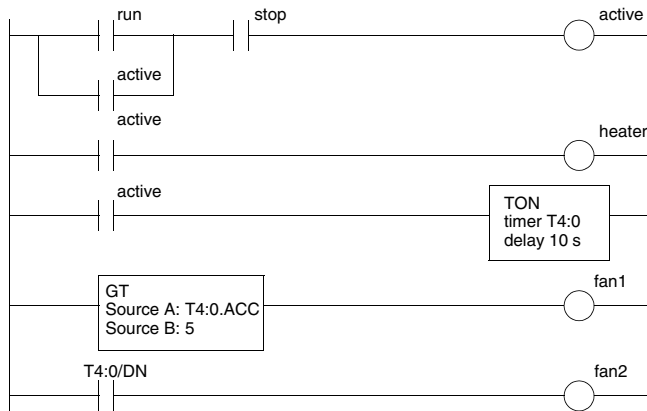 run
stop
active
active
active
heater
active
TON
timer T4:0
delay 10 s
GT
Source A: T4:0.ACC
Source B: 5
fan1
T4:0/DN
fan2